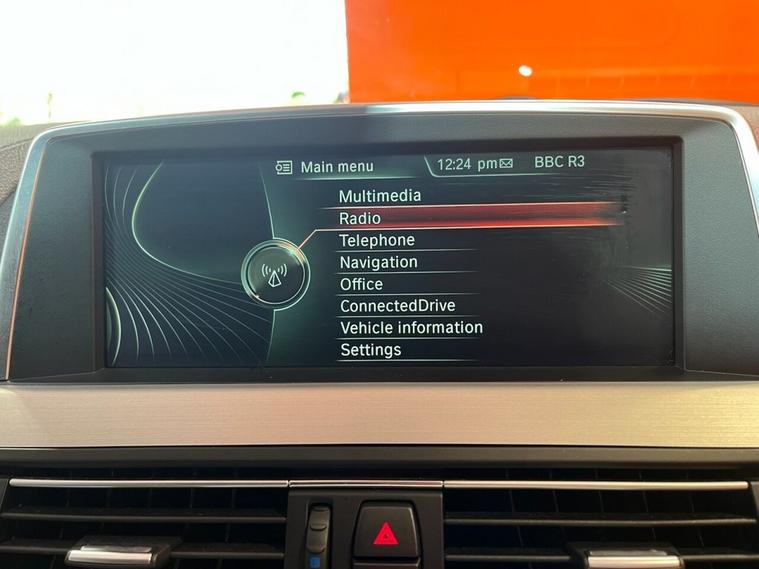 Main menu 12:24 pm BBC R3
Multimedia
Radio
Telephone
Navigation
Office
ConnectedDrive
Vehicle information
Settings